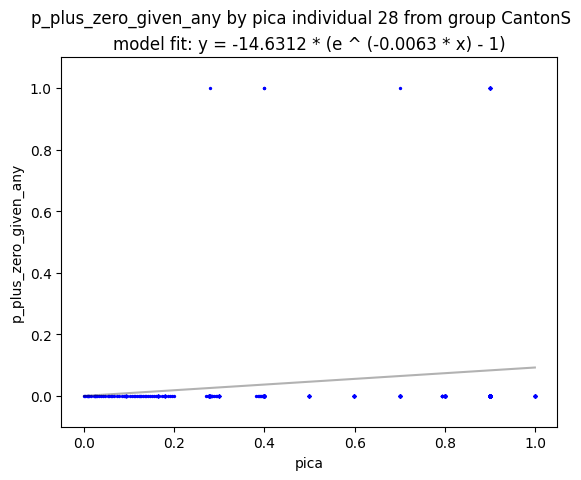 p_plus_zero_given_any by pica individual 28 from group CantonS
model fit: y = -14.6312 * (e ^ (-0.0063 * x) - 1)
1.0
0.8
0.6
0.4
0.2
0.0
p_plus_zero_given_any
0.0 0.2 0.4 0.6 0.8 1.0
pica